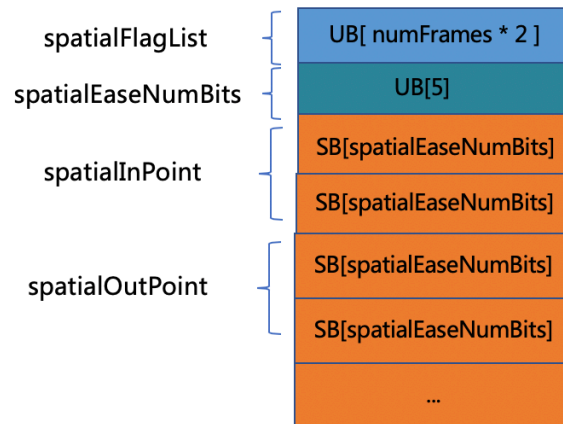 spatialFlagList
UB[ numFrames * 2 ]
spatialEaseNumBits
UB[5]
spatialInPoint
SB[spatialEaseNumBits]
SB[spatialEaseNumBits]
spatialOutPoint
SB[spatialEaseNumBits]
SB[spatialEaseNumBits]
...